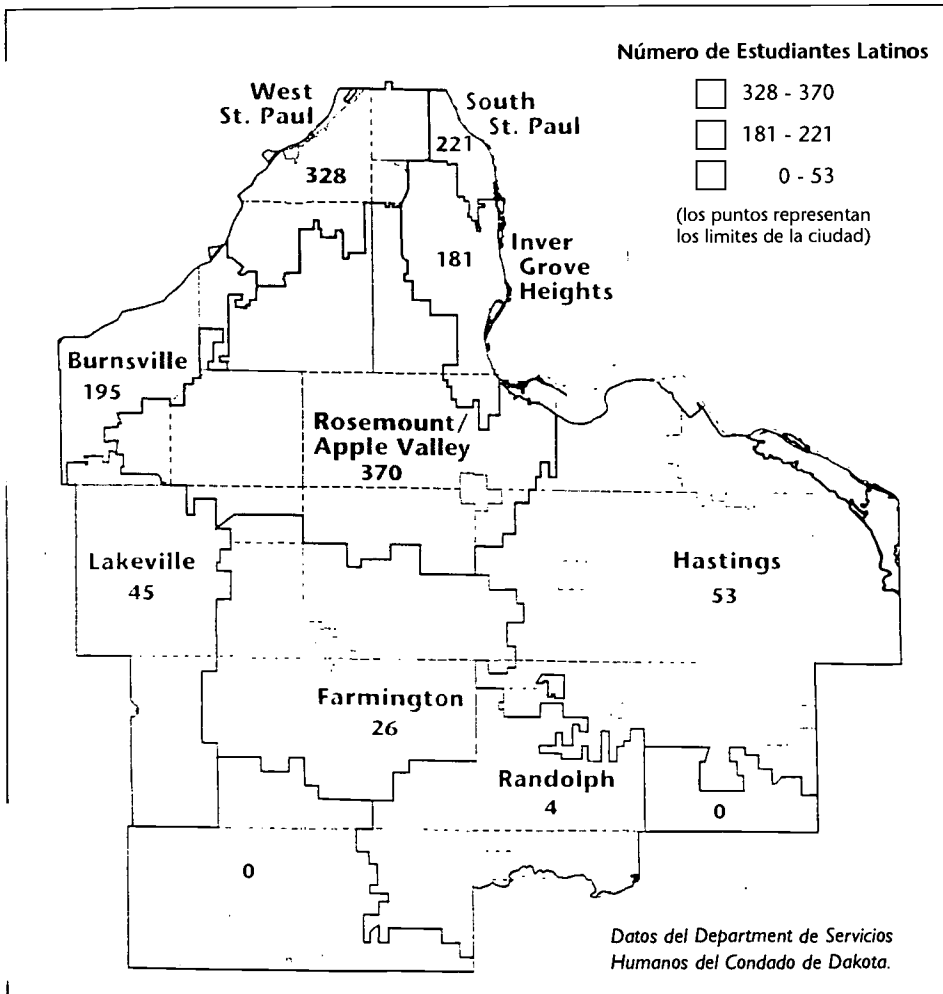 Número de Estudiantes Latinos
328 - 370
181 - 221
0 - 53
(los puntos representan
los limites de la ciudad)
West
St. Paul
328
South
St. Paul
221
Inver
Grove
Heights
181
Burnsville
195
Rosemount/
Apple Valley
370
Lakeville
45
Hastings
53
Farmington
26
Randolph
4
0
0
Datos del Department de Servicios
Humanos del Condado de Dakota.